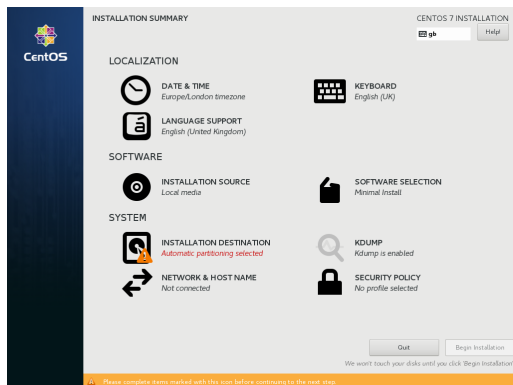 INSTALLATION SUMMARY
CENTOS 7 INSTALLATION
gb
Help!
CentOS
LOCALIZATION
DATE & TIME
Europe/London timezone
KEYBOARD
English (UK)
LANGUAGE SUPPORT
English (United Kingdom)
SOFTWARE
INSTALLATION SOURCE
Local media
SOFTWARE SELECTION
Minimal Install
SYSTEM
INSTALLATION DESTINATION
Automatic partitioning selected
KDUMP
Kdump is enabled
NETWORK & HOST NAME
Not connected
SECURITY POLICY
No profile selected
Quit
Begin Installation
We won't touch your disks until you click 'Begin Installation'
Please complete items marked with this icon before continuing to the next step.